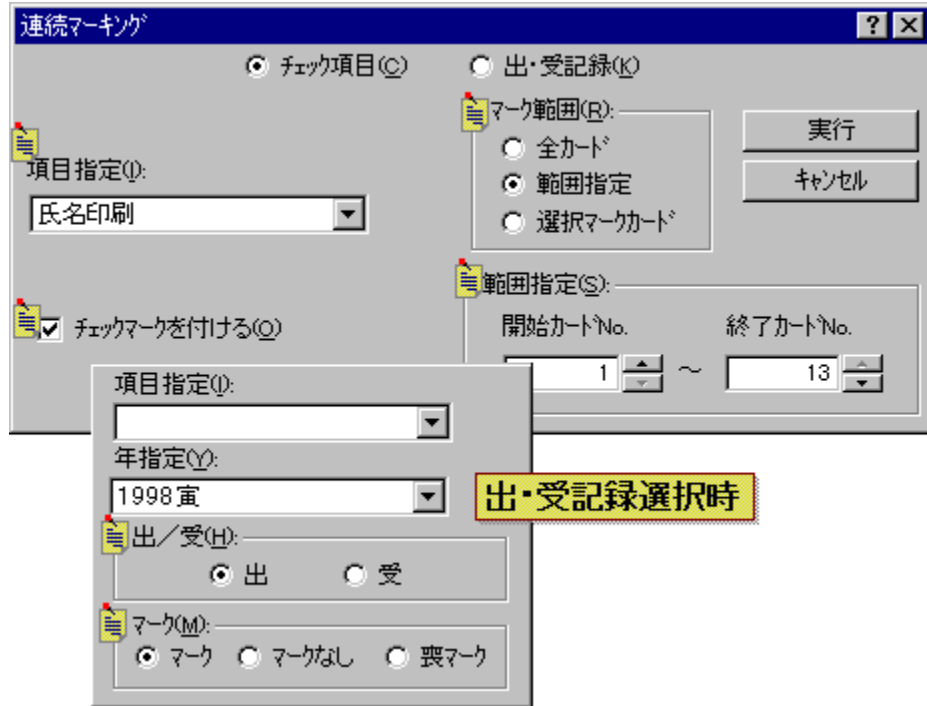 連続マーキング
チェック項目(C) 出・受記録(K)
マーク範囲(R):
全カード
範囲指定
選択マークカード
実行
キャンセル
項目指定(I):
氏名印刷
チェックマークを付ける(O)
範囲指定(S):
開始カードNo. 終了カードNo.
1 ～ 13
項目指定(I):
年指定(Y):
1998寅
出・受記録選択時
出／受(H):
出 受
マーク(M):
マーク マークなし 喪マーク